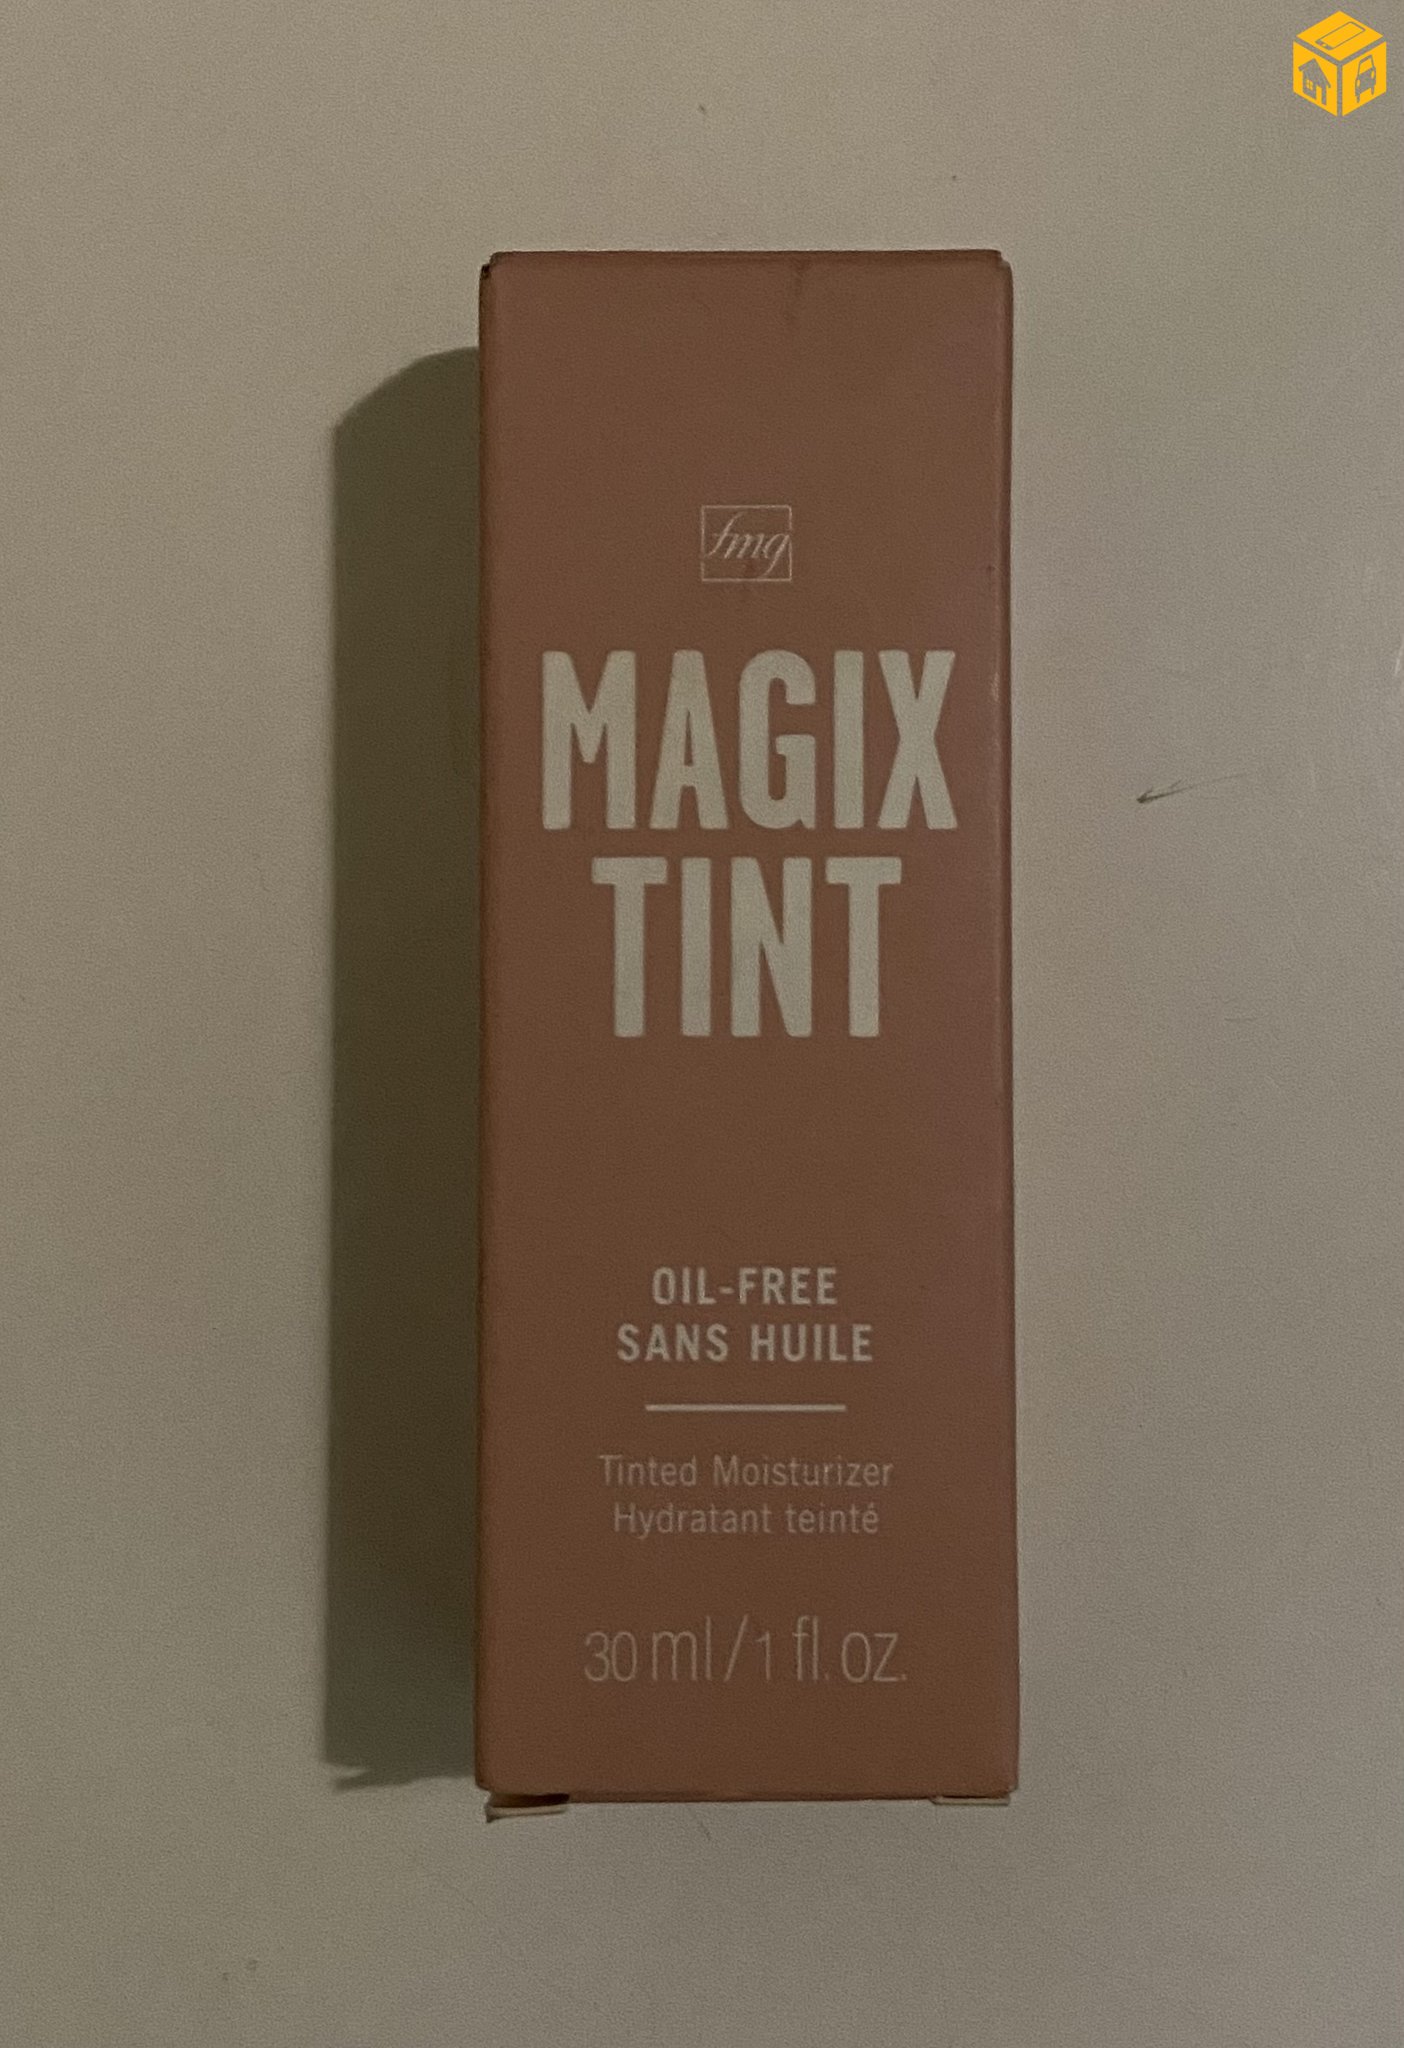 fmg
MAGIX
TINT
OIL-FREE
SANS HUILE
Tinted Moisturizer
Hydratant teinté
30 ml/1 fl. oz.